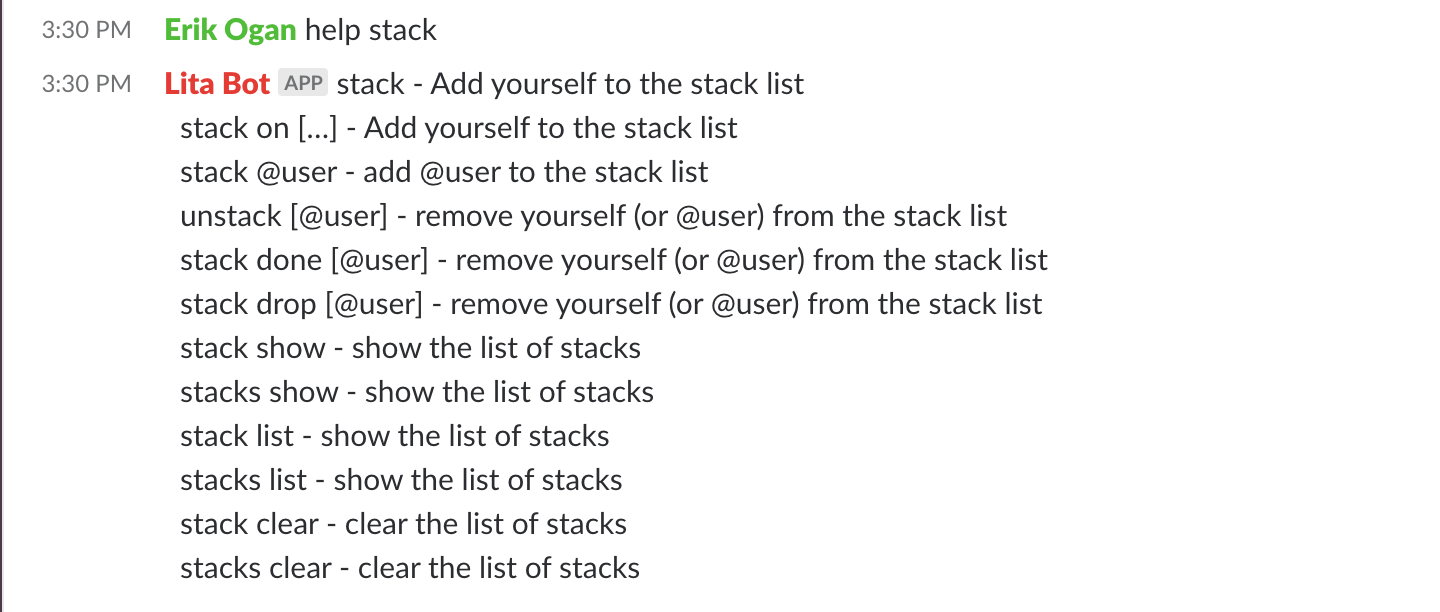 3:30 PM Erik Ogan help stack
3:30 PM Lita Bot APP stack - Add yourself to the stack list
stack on [...] - Add yourself to the stack list
stack @user - add @user to the stack list
unstack [@user] - remove yourself (or @user) from the stack list
stack done [@user] - remove yourself (or @user) from the stack list
stack drop [@user] - remove yourself (or @user) from the stack list
stack show - show the list of stacks
stacks show - show the list of stacks
stack list - show the list of stacks
stacks list - show the list of stacks
stack clear - clear the list of stacks
stacks clear - clear the list of stacks